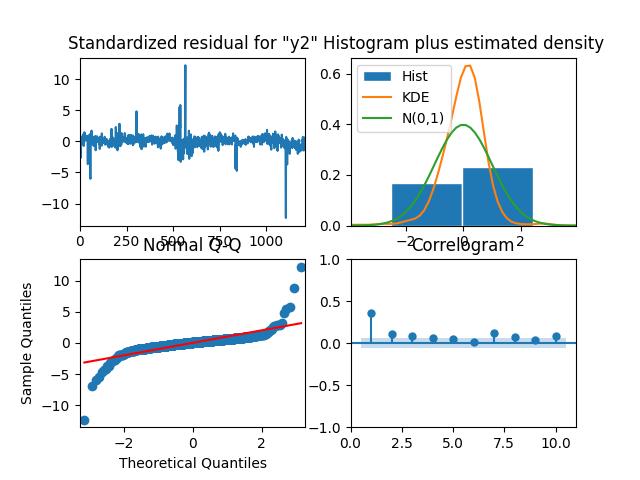 Standardized residual for "y2"
Histogram plus estimated density
10
5
0
−5
−10
0 250 500 750 1000
0.6
0.4
0.2
0.0
−2 0 2
Hist
KDE
N(0,1)
Normal Q-Q
Correlogram
Sample Quantiles
10
5
0
−5
−10
−2 0 2
Theoretical Quantiles
1.0
0.5
0.0
−0.5
−1.0
0.0 2.5 5.0 7.5 10.0